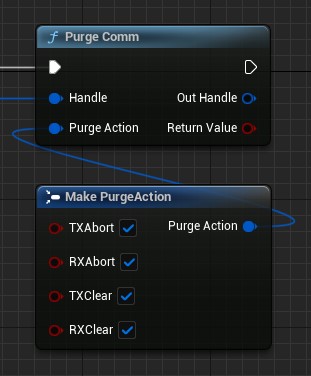 f Purge Comm
Handle Out Handle
Purge Action Return Value
Make PurgeAction
TXAbort Purge Action
RXAbort
TXClear
RXClear